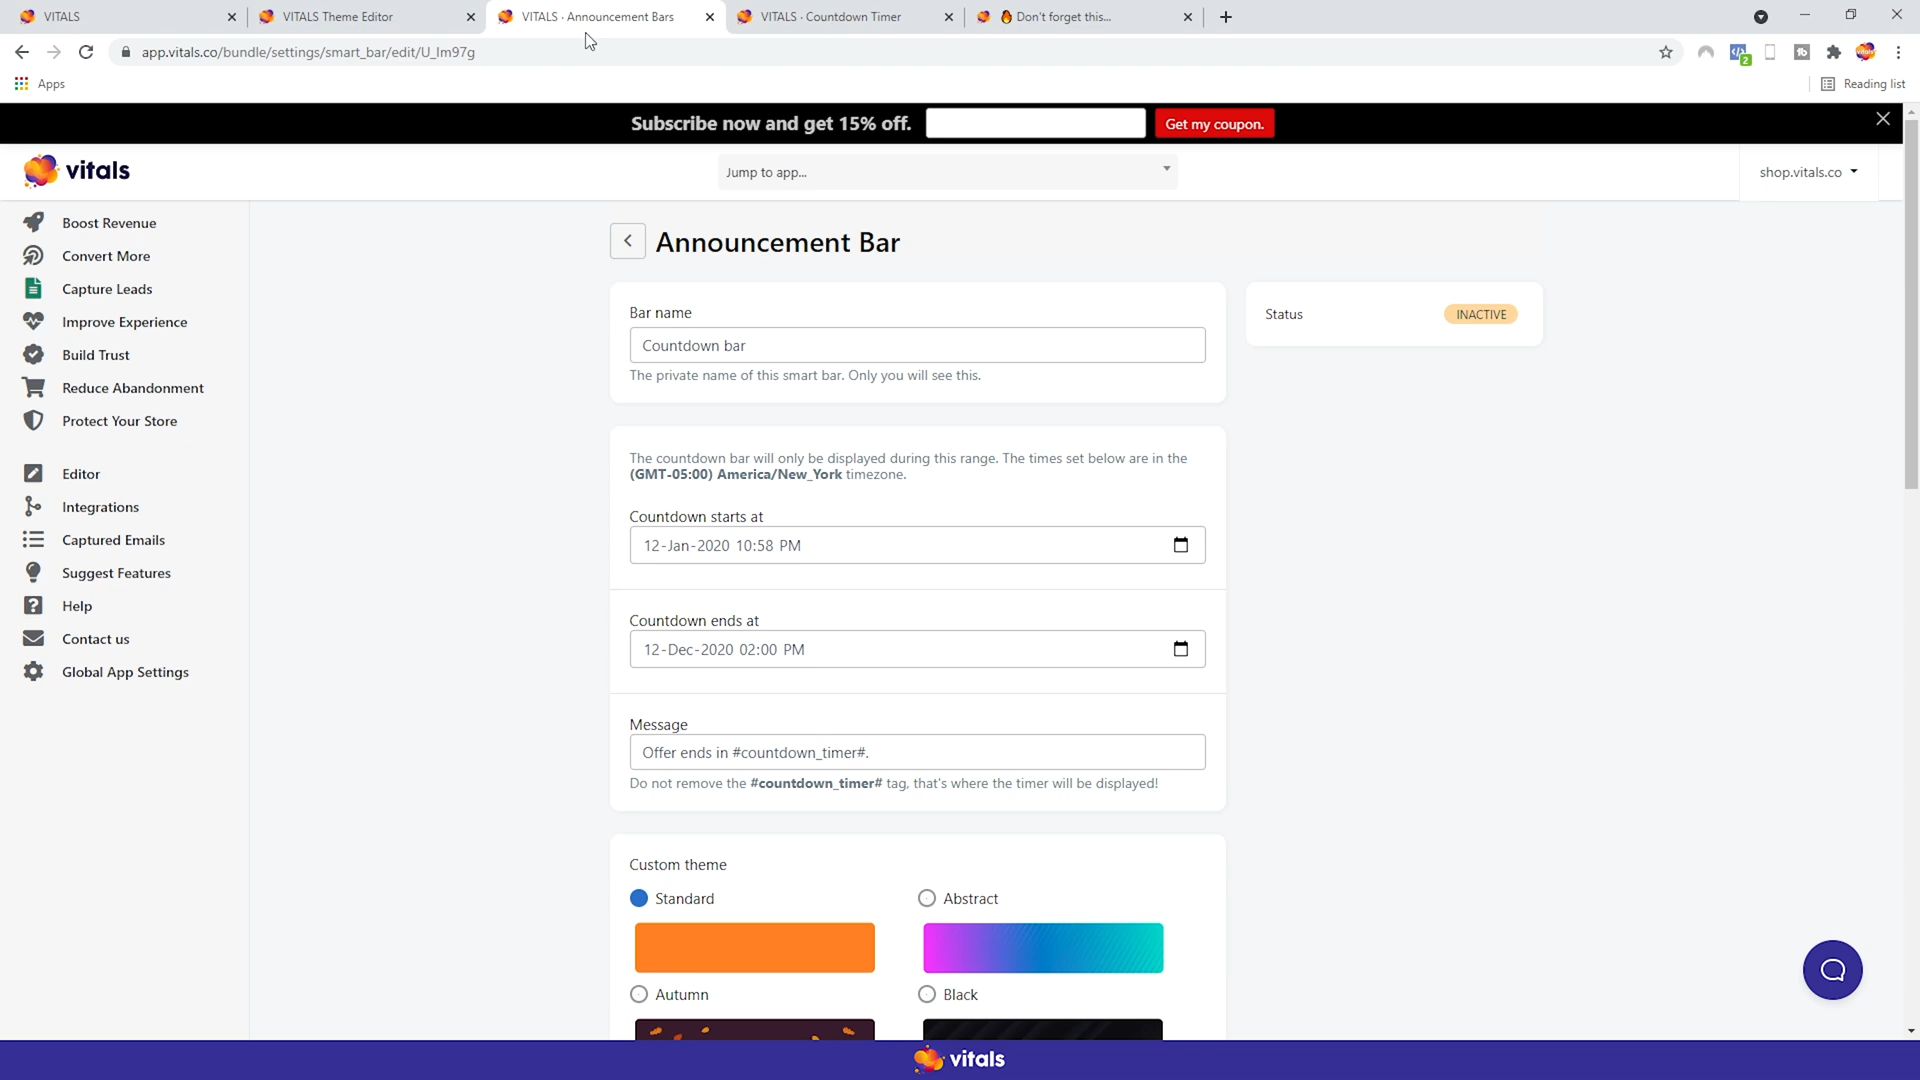 VITALS
VITALS Theme Editor
VITALS · Announcement Bars
VITALS · Countdown Timer
🔥 Don't forget this...
app.vitals.co/bundle/settings/smart_bar/edit/U_Im97g
2
Apps
Reading list
Subscribe now and get 15% off.
Get my coupon.
vitals
Jump to app...
shop.vitals.co
Boost Revenue
Convert More
Capture Leads
Improve Experience
Build Trust
Reduce Abandonment
Protect Your Store
Editor
Integrations
Captured Emails
Suggest Features
Help
Contact us
Global App Settings
Announcement Bar
Bar name
Countdown bar
The private name of this smart bar. Only you will see this.
Status
INACTIVE
The countdown bar will only be displayed during this range. The times set below are in the
(GMT-05:00) America/New_York timezone.
Countdown starts at
12-Jan-2020 10:58 PM
Countdown ends at
12-Dec-2020 02:00 PM
Message
Offer ends in #countdown_timer#.
Do not remove the #countdown_timer# tag, that's where the timer will be displayed!
Custom theme
Standard
Abstract
Autumn
Black
vitals